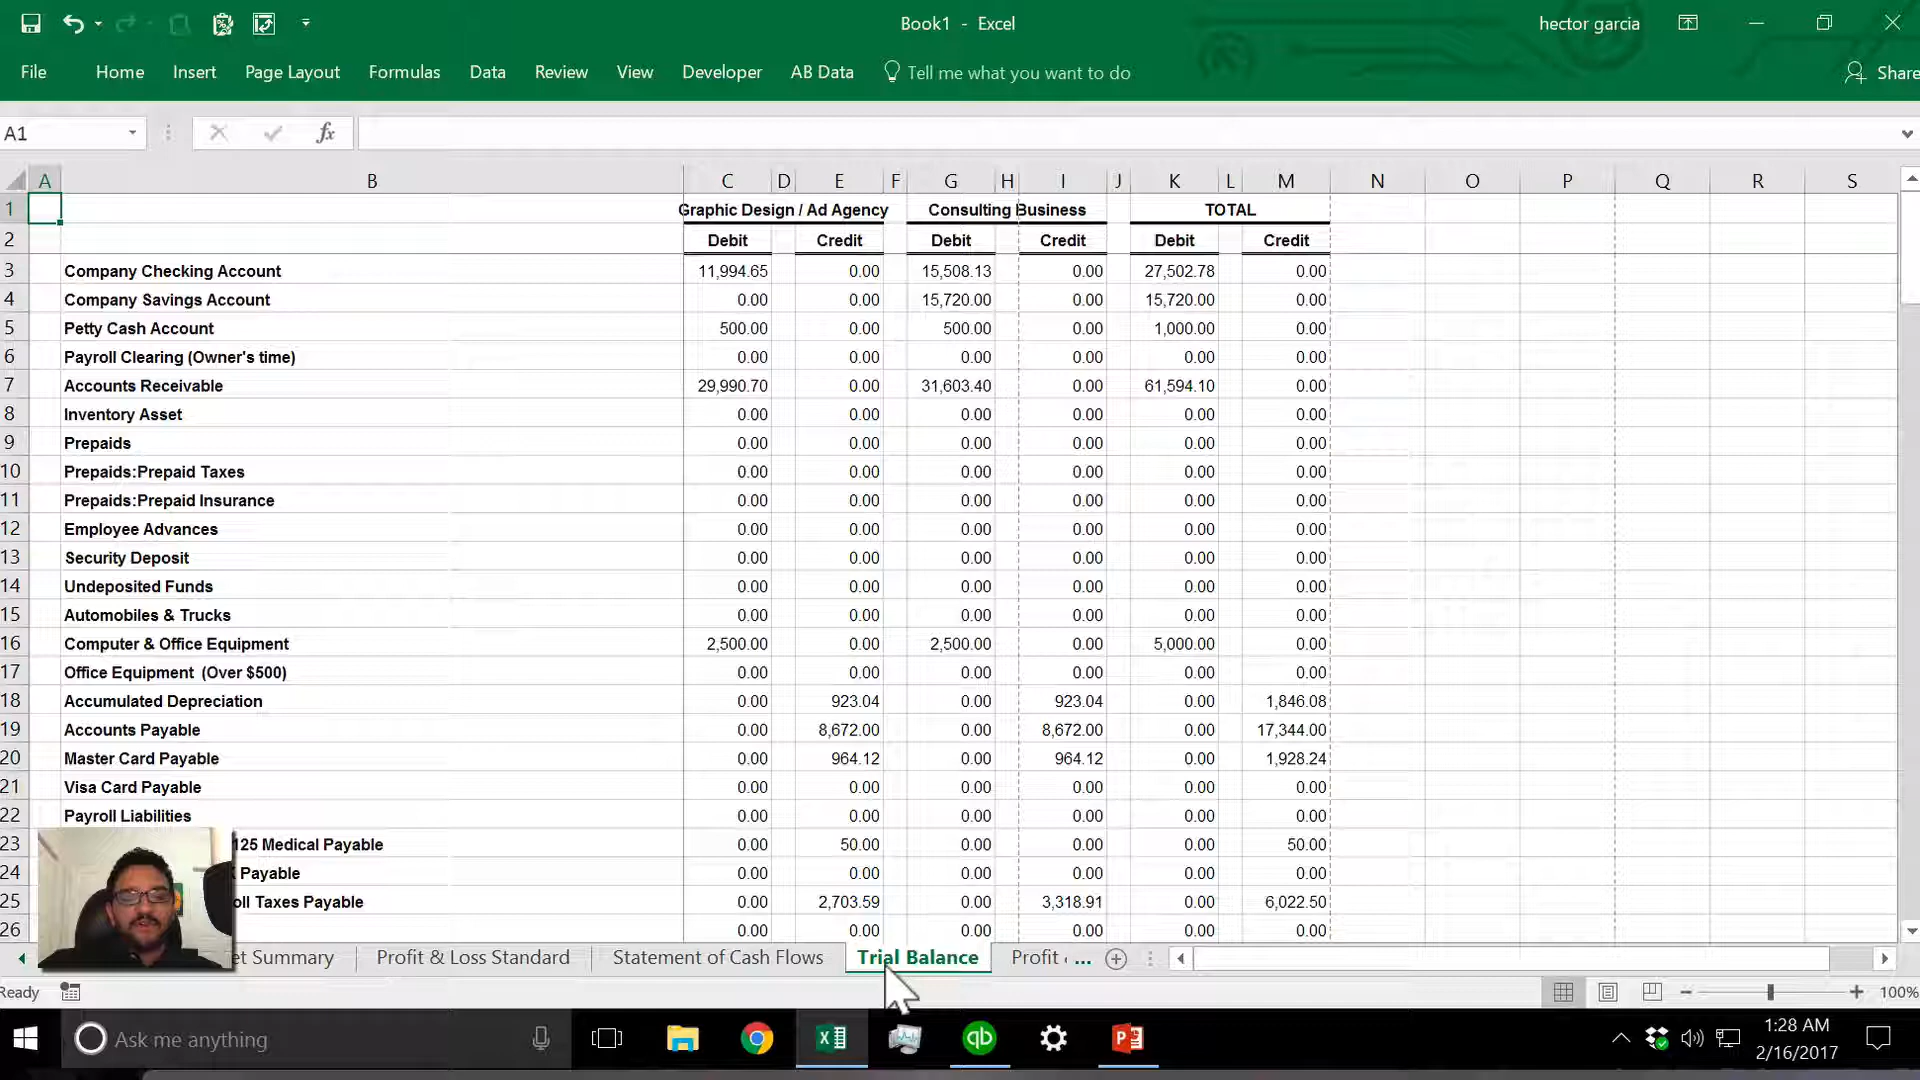 Book1 - Excel
hector garcia
File Home Insert Page Layout Formulas Data Review View Developer AB Data Tell me what you want to do Share
A1 fx
A B C D E F G H I J K L M N O P Q R S
1 Graphic Design / Ad Agency Consulting Business TOTAL
2 Debit Credit Debit Credit Debit Credit
3 Company Checking Account 11,994.65 0.00 15,508.13 0.00 27,502.78 0.00
4 Company Savings Account 0.00 0.00 15,720.00 0.00 15,720.00 0.00
5 Petty Cash Account 500.00 0.00 500.00 0.00 1,000.00 0.00
6 Payroll Clearing (Owner's time) 0.00 0.00 0.00 0.00 0.00 0.00
7 Accounts Receivable 29,990.70 0.00 31,603.40 0.00 61,594.10 0.00
8 Inventory Asset 0.00 0.00 0.00 0.00 0.00 0.00
9 Prepaids 0.00 0.00 0.00 0.00 0.00 0.00
10 Prepaids:Prepaid Taxes 0.00 0.00 0.00 0.00 0.00 0.00
11 Prepaids:Prepaid Insurance 0.00 0.00 0.00 0.00 0.00 0.00
12 Employee Advances 0.00 0.00 0.00 0.00 0.00 0.00
13 Security Deposit 0.00 0.00 0.00 0.00 0.00 0.00
14 Undeposited Funds 0.00 0.00 0.00 0.00 0.00 0.00
15 Automobiles & Trucks 0.00 0.00 0.00 0.00 0.00 0.00
16 Computer & Office Equipment 2,500.00 0.00 2,500.00 0.00 5,000.00 0.00
17 Office Equipment (Over $500) 0.00 0.00 0.00 0.00 0.00 0.00
18 Accumulated Depreciation 0.00 923.04 0.00 923.04 0.00 1,846.08
19 Accounts Payable 0.00 8,672.00 0.00 8,672.00 0.00 17,344.00
20 Master Card Payable 0.00 964.12 0.00 964.12 0.00 1,928.24
21 Visa Card Payable 0.00 0.00 0.00 0.00 0.00 0.00
22 Payroll Liabilities 0.00 0.00 0.00 0.00 0.00 0.00
23 125 Medical Payable 0.00 50.00 0.00 0.00 0.00 50.00
24 Payable 0.00 0.00 0.00 0.00 0.00 0.00
25 oll Taxes Payable 0.00 2,703.59 0.00 3,318.91 0.00 6,022.50
26 0.00 0.00 0.00 0.00 0.00 0.00
et Summary Profit & Loss Standard Statement of Cash Flows Trial Balance Profit ...
Ready 100%
Ask me anything
qb
1:28 AM
2/16/2017